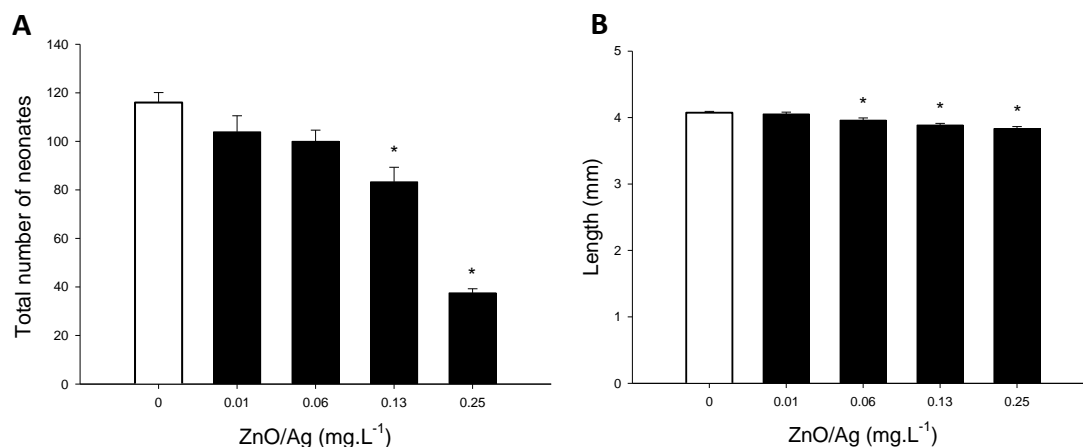 A
Total number of neonates
140
120
100
80
60
40
20
0
*
*
0 0.01 0.06 0.13 0.25
ZnO/Ag (mg.L-1)
B
Length (mm)
5
4
3
2
1
0
* * *
0 0.01 0.06 0.13 0.25
ZnO/Ag (mg.L-1)